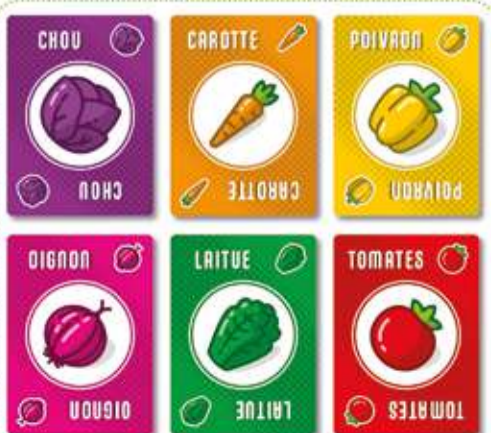 CHOU
CHOU
CAROTTE
CAROTTE
POIVRON
POIVRON
OIGNON
OIGNON
LAITUE
LAITUE
TOMATES
TOMATES